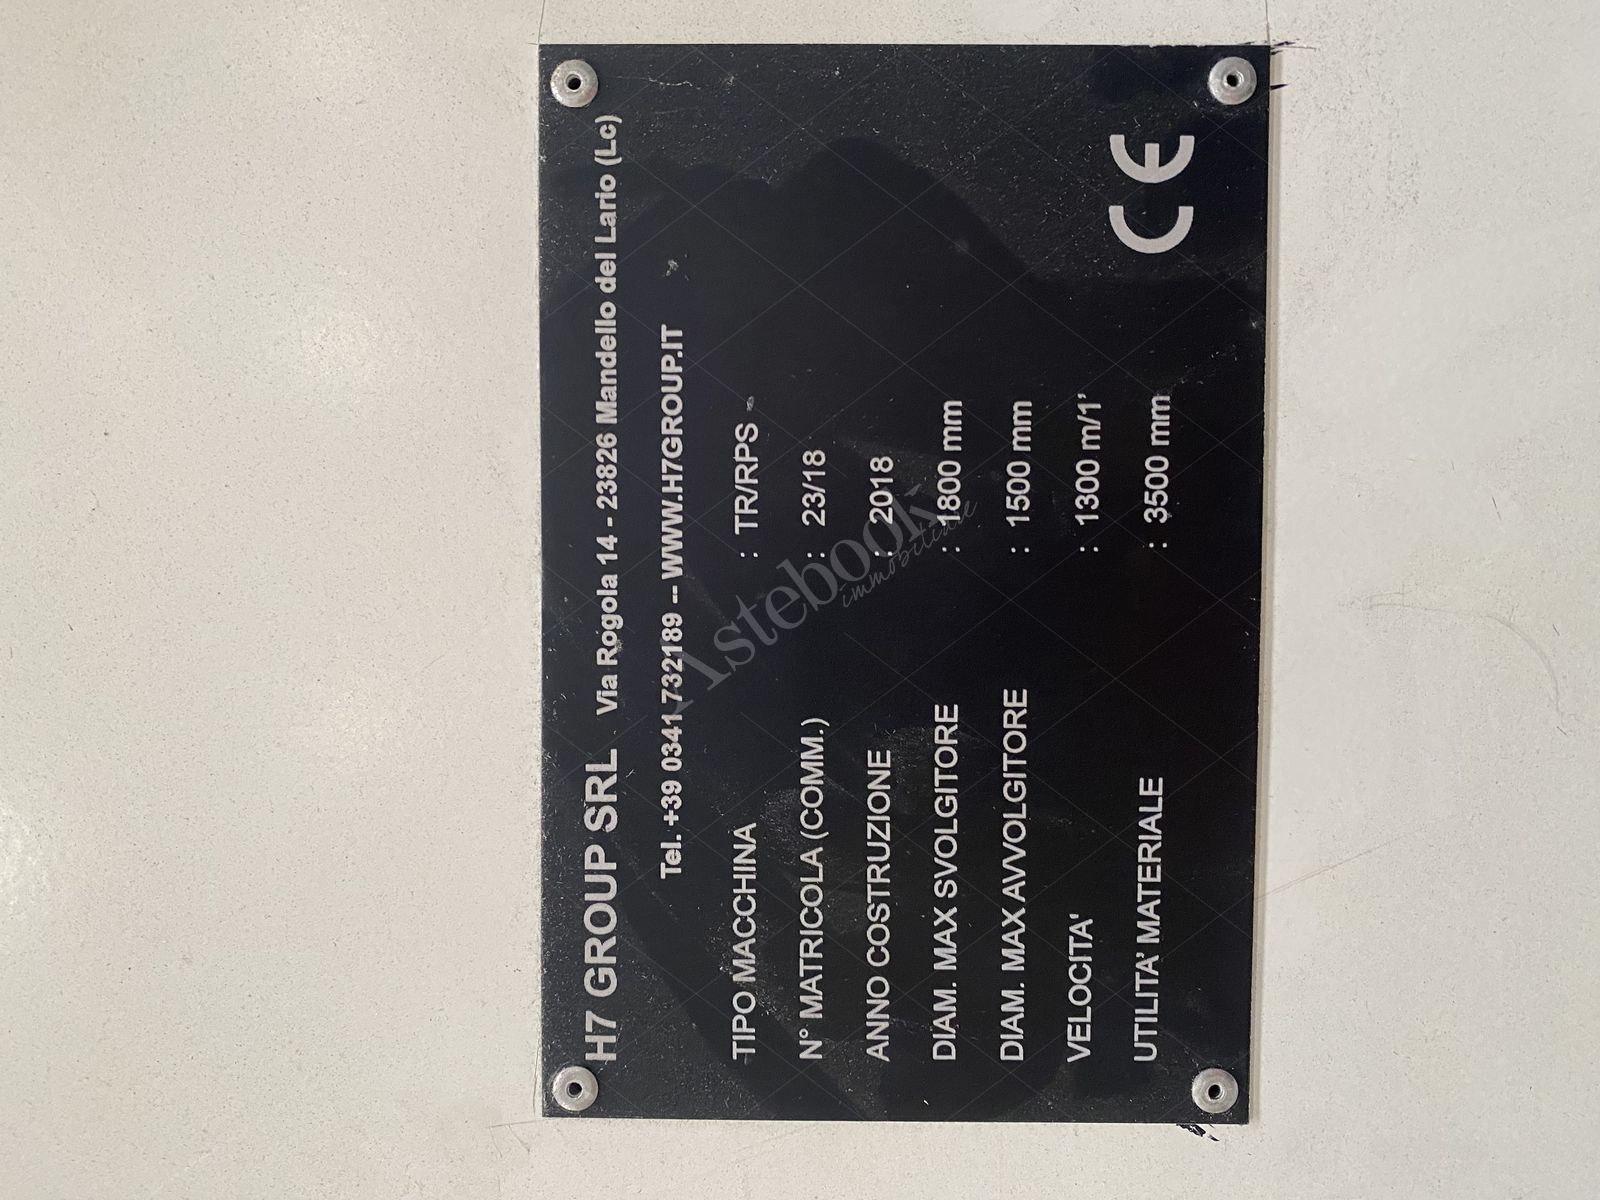 H7 GROUP SRL Via Rogola 14 - 23826 Mandello del Lario (Lc)
Tel. +39 0341 732189 -- WWW.H7GROUP.IT
TIPO MACCHINA : TR/RPS
N° MATRICOLA (COMM.) : 23/18
ANNO COSTRUZIONE : 2018
DIAM. MAX SVOLGITORE : 1800 mm
DIAM. MAX AVVOLGITORE : 1500 mm
VELOCITA' : 1300 m/1'
UTILITA' MATERIALE : 3500 mm
CE
Astebook
immobiliare